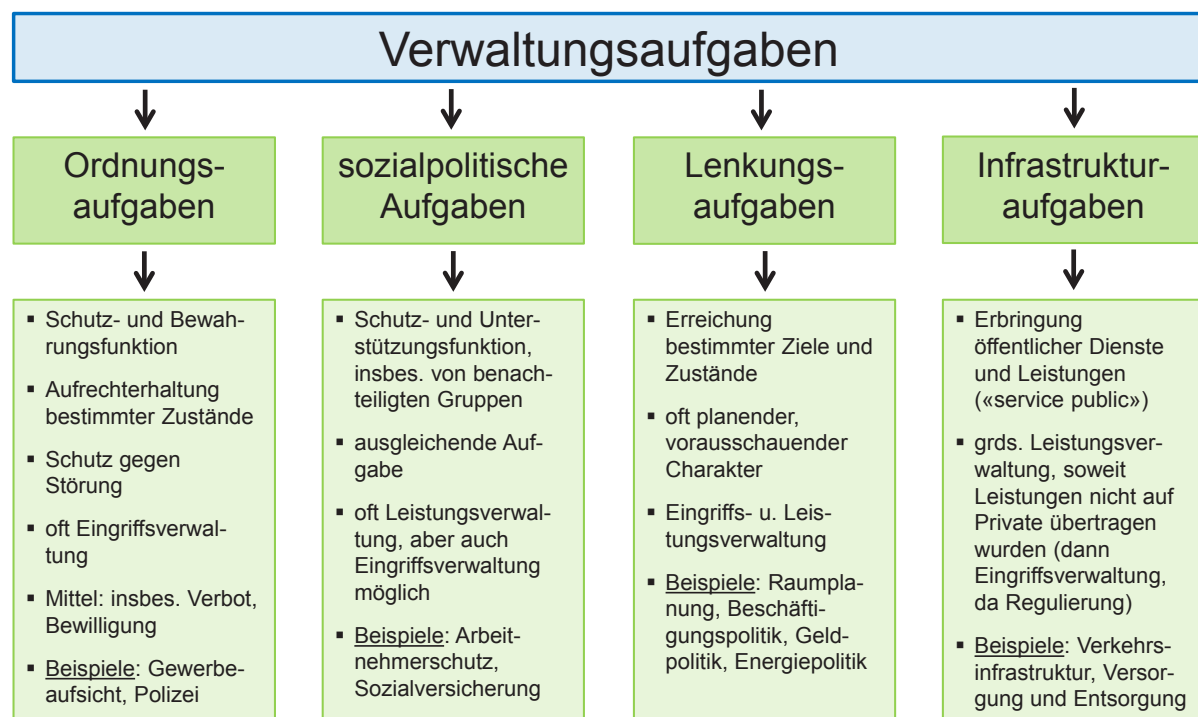 Verwaltungsaufgaben
Ordnungs-
aufgaben
▪ Schutz- und Bewah-
rungsfunktion
▪ Aufrechterhaltung
bestimmter Zustände
▪ Schutz gegen
Störung
▪ oft Eingriffsverwal-
tung
▪ Mittel: insbes. Verbot,
Bewilligung
▪ Beispiele: Gewerbe-
aufsicht, Polizei
sozialpolitische
Aufgaben
▪ Schutz- und Unter-
stützungsfunktion,
insbes. von benach-
teiligten Gruppen
▪ ausgleichende Auf-
gabe
▪ oft Leistungsverwal-
tung, aber auch
Eingriffsverwaltung
möglich
▪ Beispiele: Arbeit-
nehmerschutz,
Sozialversicherung
Lenkungs-
aufgaben
▪ Erreichung
bestimmter Ziele und
Zustände
▪ oft planender,
vorausschauender
Charakter
▪ Eingriffs- u. Leis-
tungsverwaltung
▪ Beispiele: Raumpla-
nung, Beschäfti-
gungspolitik, Geld-
politik, Energiepolitik
Infrastruktur-
aufgaben
▪ Erbringung
öffentlicher Dienste
und Leistungen
(«service public»)
▪ grds. Leistungsver-
waltung, soweit
Leistungen nicht auf
Private übertragen
wurden (dann
Eingriffsverwaltung,
da Regulierung)
▪ Beispiele: Verkehrs-
infrastruktur, Versor-
gung und Entsorgung